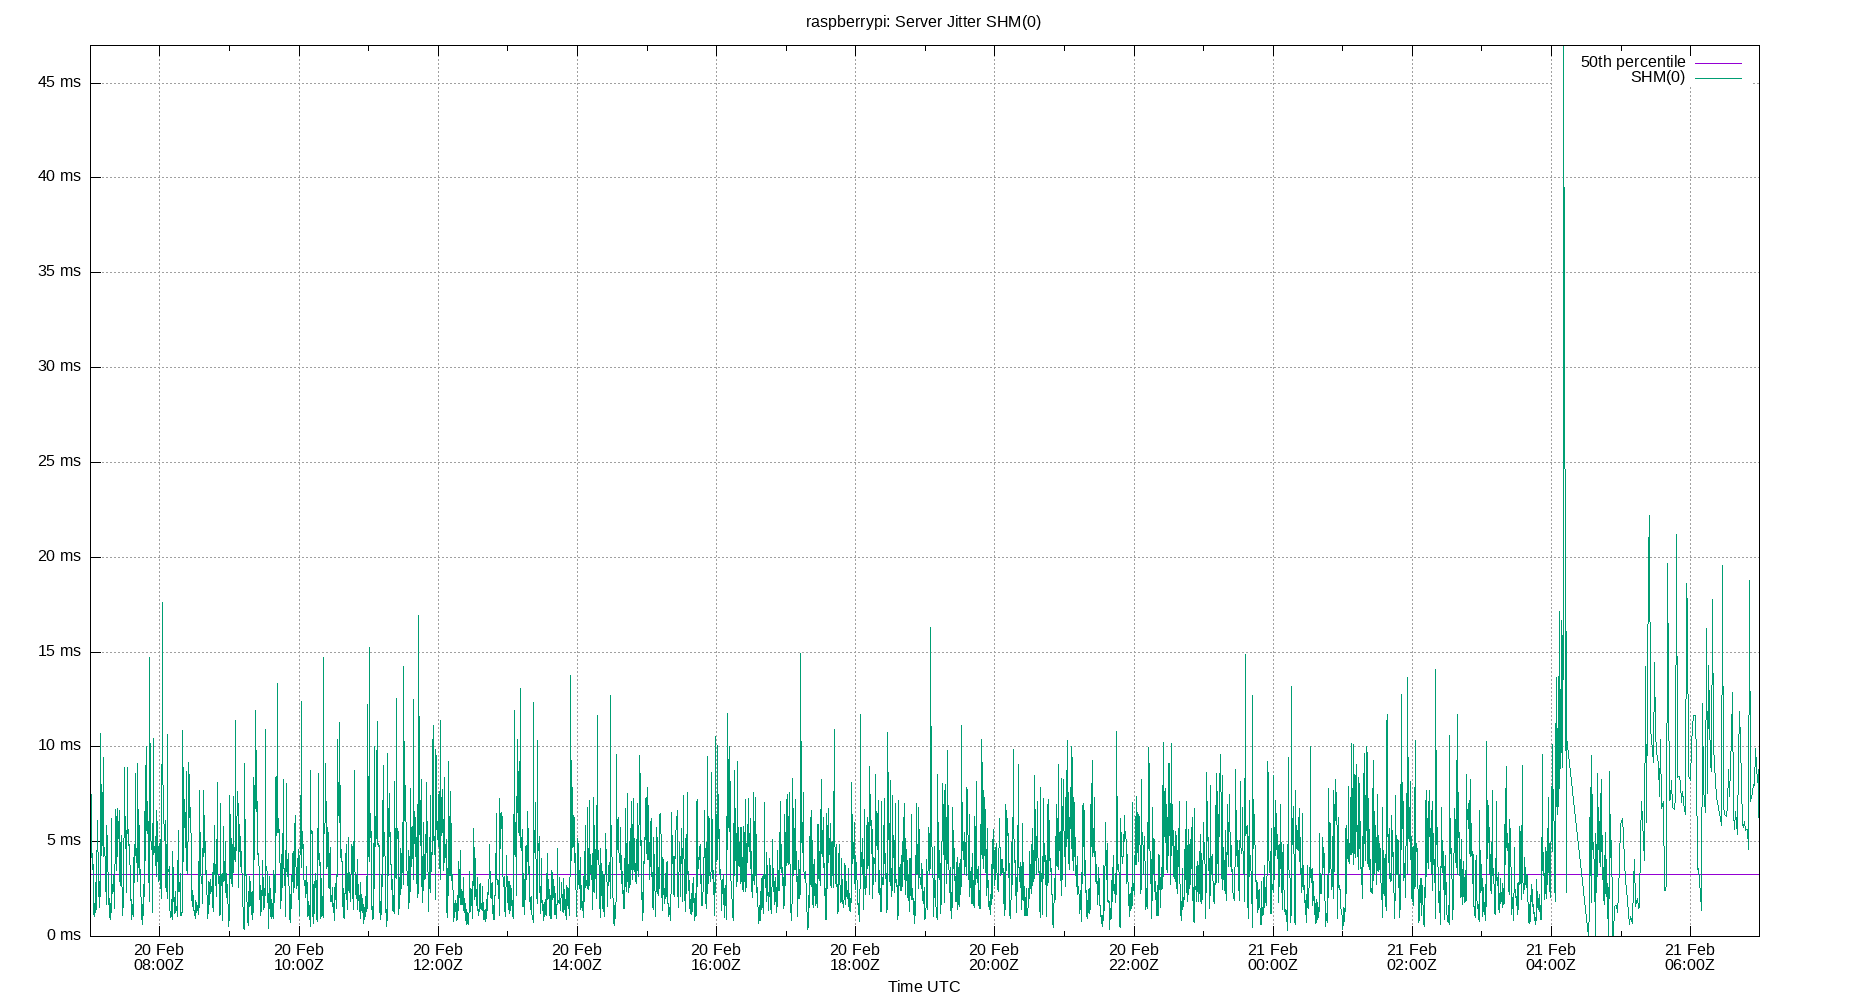 raspberrypi: Server Jitter SHM(0)
50th percentile
SHM(0)
45 ms
40 ms
35 ms
30 ms
25 ms
20 ms
15 ms
10 ms
5 ms
0 ms
20 Feb 20 Feb 20 Feb 20 Feb 20 Feb 20 Feb 20 Feb 20 Feb 21 Feb 21 Feb 21 Feb 21 Feb
08:00Z 10:00Z 12:00Z 14:00Z 16:00Z 18:00Z 20:00Z 22:00Z 00:00Z 02:00Z 04:00Z 06:00Z
Time UTC